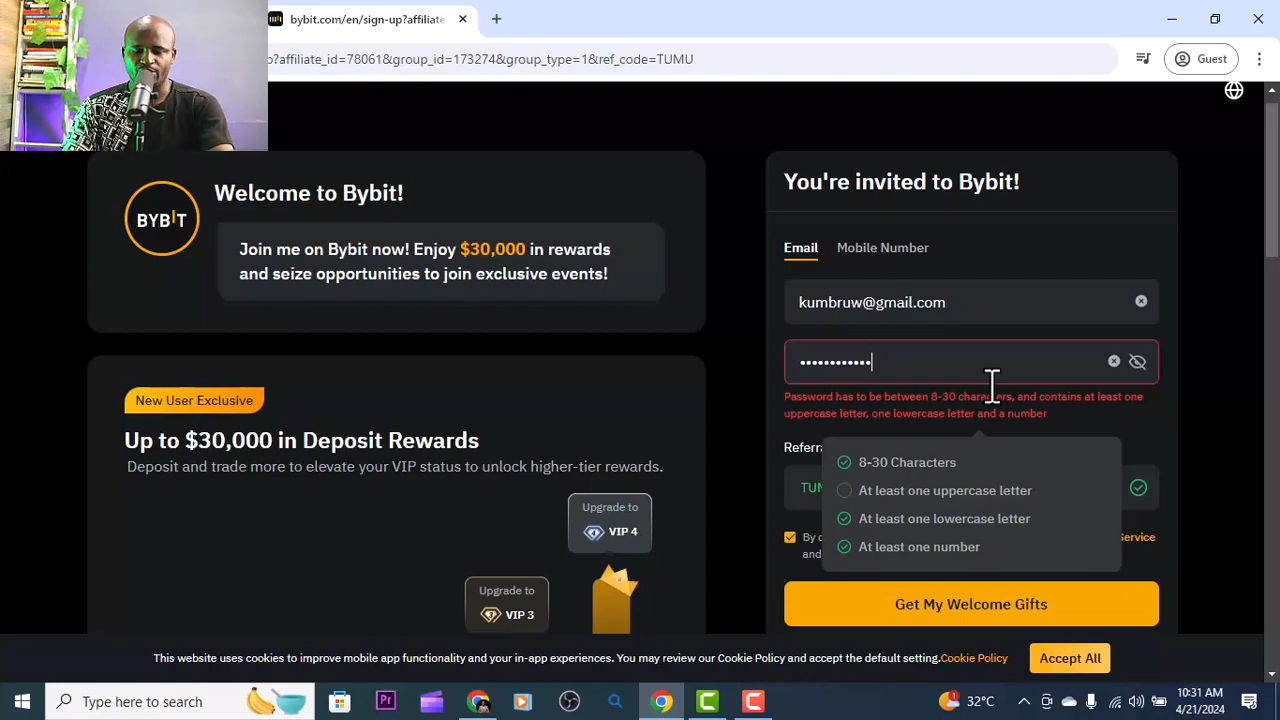 bybit.com/en/sign-up?affiliate
p?affiliate_id=78061&group_id=173274&group_type=1&ref_code=TUMU
Guest
BYBIT
Welcome to Bybit!
Join me on Bybit now! Enjoy $30,000 in rewards
and seize opportunities to join exclusive events!
New User Exclusive
Up to $30,000 in Deposit Rewards
Deposit and trade more to elevate your VIP status to unlock higher-tier rewards.
Upgrade to
VIP 4
Upgrade to
VIP 3
You're invited to Bybit!
Email Mobile Number
kumbruw@gmail.com
••••••••••••
Password has to be between 8-30 characters, and contains at least one
uppercase letter, one lowercase letter and a number
Referra
8-30 Characters
At least one uppercase letter
At least one lowercase letter
At least one number
TUM
By c
Service
and
Get My Welcome Gifts
This website uses cookies to improve mobile app functionality and your in-app experiences. You may review our Cookie Policy and accept the default setting.Cookie Policy
Accept All
Type here to search
Pr
1
32°C
10:31 AM
4/21/2024